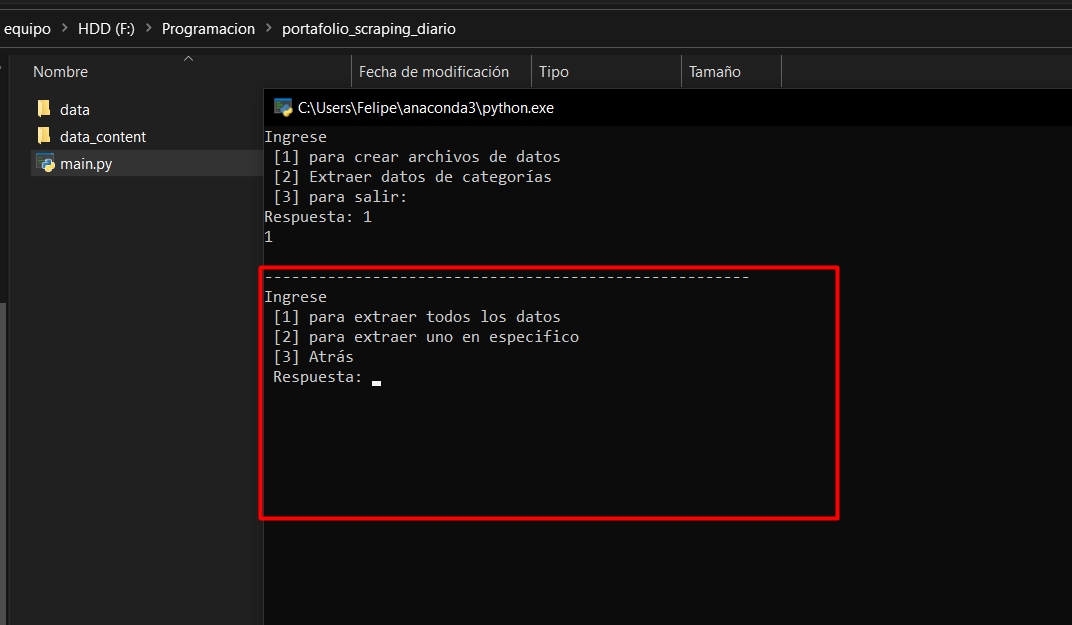 equipo > HDD (F:) > Programacion > portafolio_scraping_diario
Nombre Fecha de modificación Tipo Tamaño
data
data_content
main.py
C:\Users\Felipe\anaconda3\python.exe
Ingrese
[1] para crear archivos de datos
[2] Extraer datos de categorías
[3] para salir:
Respuesta: 1
1
-------------------------------------------------------
Ingrese
[1] para extraer todos los datos
[2] para extraer uno en especifico
[3] Atrás
Respuesta: